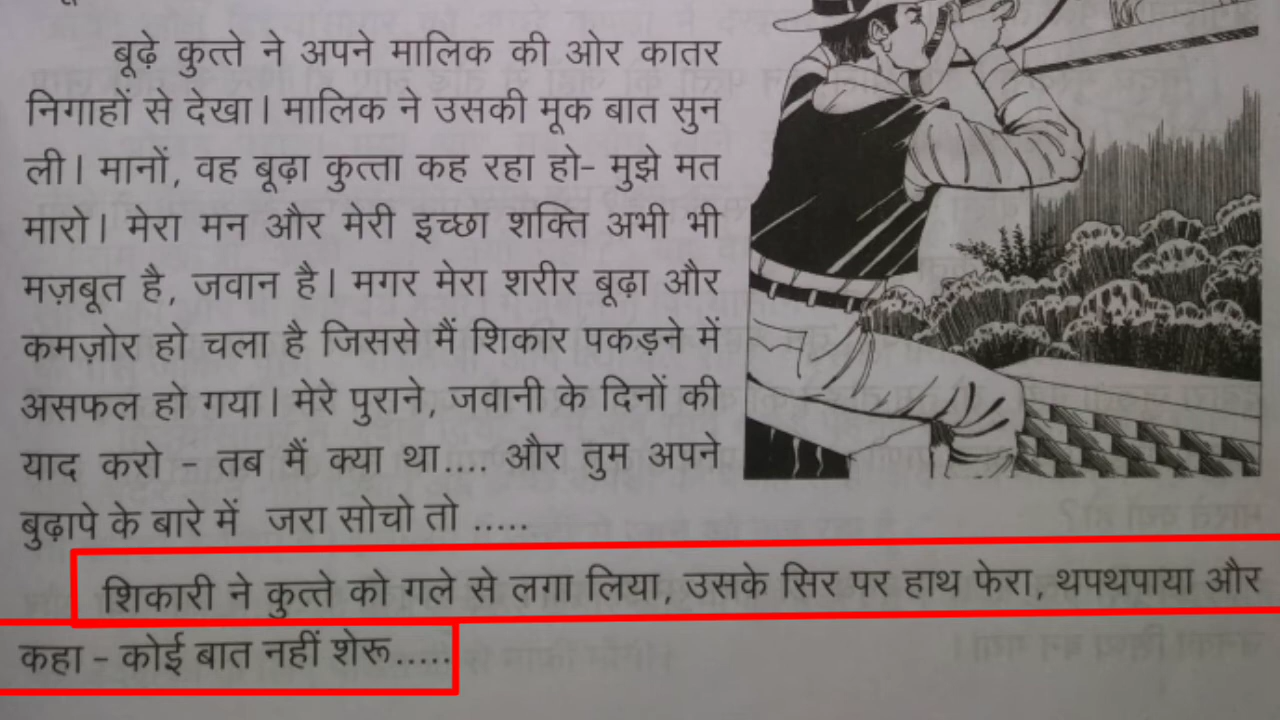 बूढ़े कुत्ते ने अपने मालिक की ओर कातर
निगाहों से देखा। मालिक ने उसकी मूक बात सुन
ली। मानों, वह बूढ़ा कुत्ता कह रहा हो- मुझे मत
मारो। मेरा मन और मेरी इच्छा शक्ति अभी भी
मज़बूत है, जवान है। मगर मेरा शरीर बूढ़ा और
कमज़ोर हो चला है जिससे मैं शिकार पकड़ने में
असफल हो गया। मेरे पुराने, जवानी के दिनों की
याद करो - तब मैं क्या था.... और तुम अपने
बुढ़ापे के बारे में जरा सोचो तो .....
शिकारी ने कुत्ते को गले से लगा लिया, उसके सिर पर हाथ फेरा, थपथपाया और
कहा - कोई बात नहीं शेरू.....